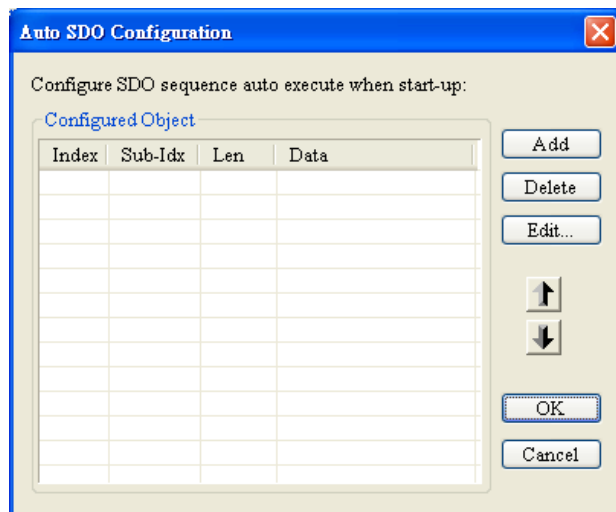 Auto SDO Configuration
Configure SDO sequence auto execute when start-up:
Configured Object
Index Sub-Idx Len Data
Add
Delete
Edit...
OK
Cancel